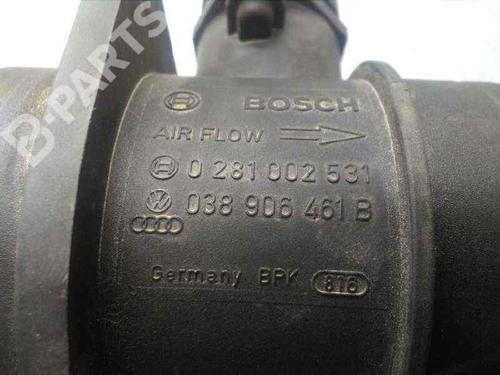 B-PARTS
BOSCH
AIR FLOW
0 281 002 531
038 906 461 B
Germany BPK 816